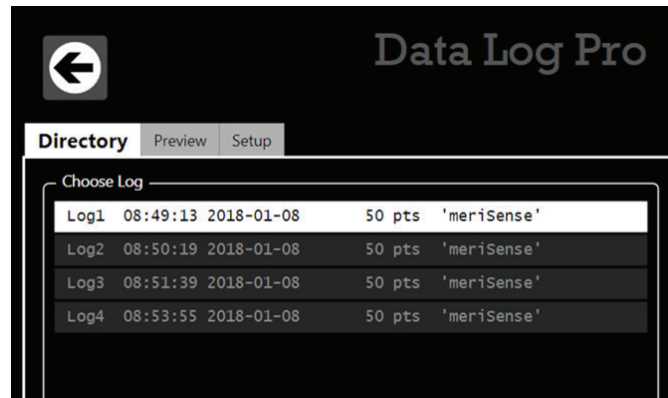 Data Log Pro
Directory Preview Setup
Choose Log
Log1 08:49:13 2018-01-08 50 pts 'meriSense'
Log2 08:50:19 2018-01-08 50 pts 'meriSense'
Log3 08:51:39 2018-01-08 50 pts 'meriSense'
Log4 08:53:55 2018-01-08 50 pts 'meriSense'